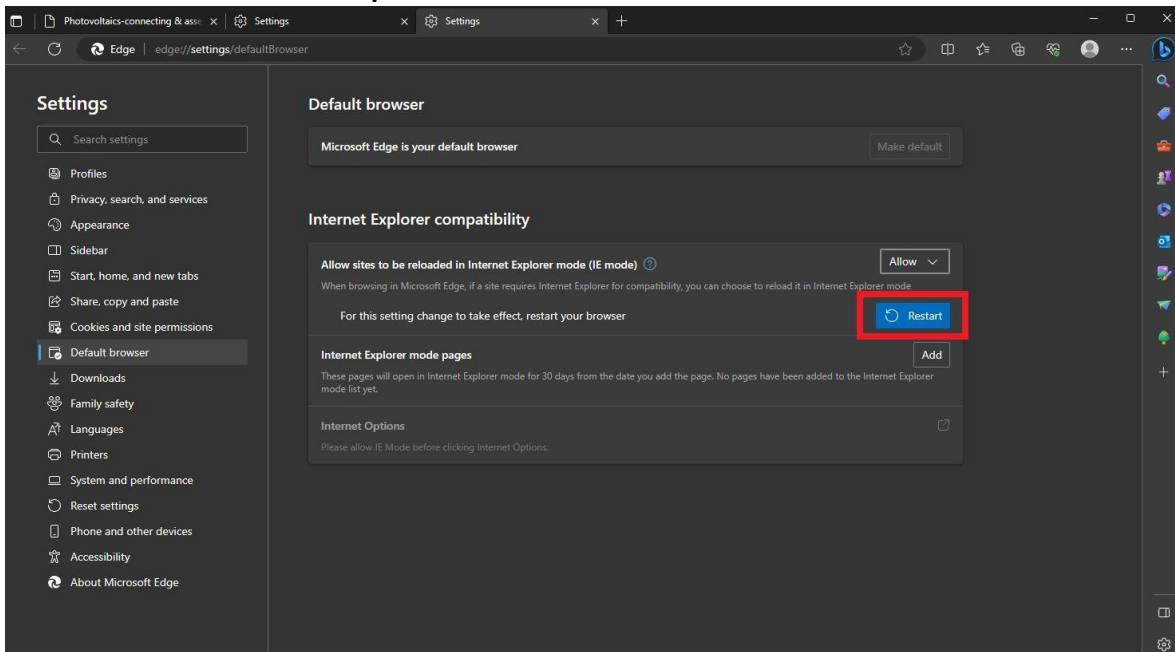 Photovoltaics-connecting & asse
Settings
Settings
Edge
edge://settings/defaultBrowser
Settings
Search settings
Profiles
Privacy, search, and services
Appearance
Sidebar
Start, home, and new tabs
Share, copy and paste
Cookies and site permissions
Default browser
Downloads
Family safety
Languages
Printers
System and performance
Reset settings
Phone and other devices
Accessibility
About Microsoft Edge
Default browser
Microsoft Edge is your default browser
Make default
Internet Explorer compatibility
Allow sites to be reloaded in Internet Explorer mode (IE mode)
Allow
When browsing in Microsoft Edge, if a site requires Internet Explorer for compatibility, you can choose to reload it in Internet Explorer mode
For this setting change to take effect, restart your browser
Restart
Internet Explorer mode pages
Add
These pages will open in Internet Explorer mode for 30 days from the date you add the page. No pages have been added to the Internet Explorer
mode list yet.
Internet Options
Please allow IE Mode before clicking Internet Options.